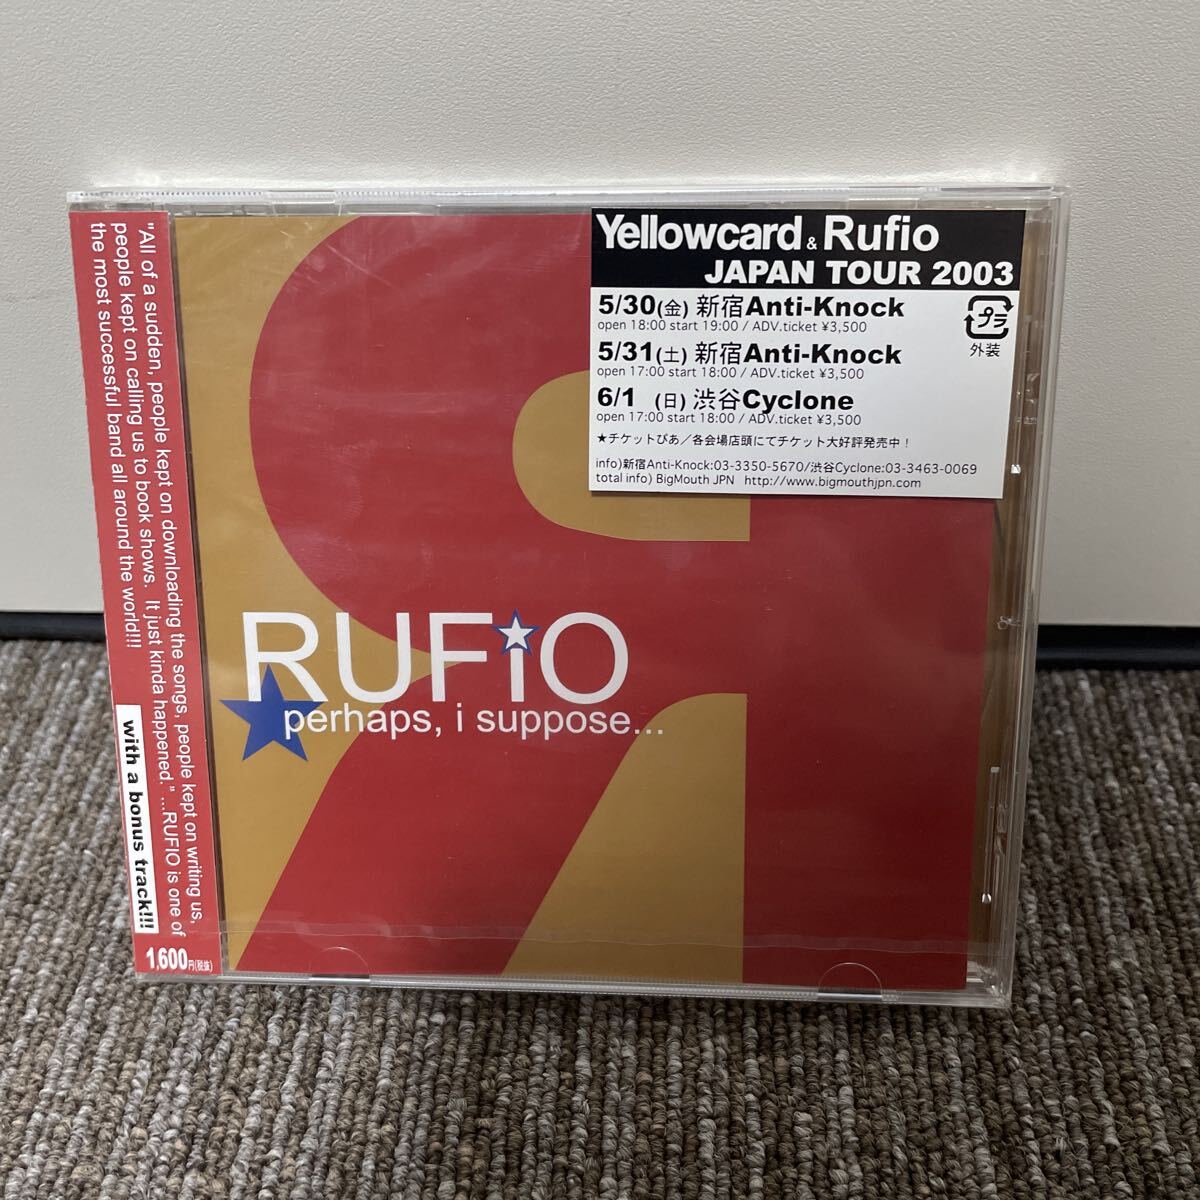 "All of a sudden, people kept on downloading the songs, people kept on writing us,
people kept on calling us to book shows.  It just kinda happened." ...RUFIO is one of
the most successful band all around the world!!!
with a bonus track!!!
1,600円(税抜)
Yellowcard & Rufio
JAPAN TOUR 2003
5/30(金) 新宿Anti-Knock
open 18:00 start 19:00 / ADV.ticket ¥3,500
5/31(土) 新宿Anti-Knock
open 17:00 start 18:00 / ADV.ticket ¥3,500
6/1 (日) 渋谷Cyclone
open 17:00 start 18:00 / ADV.ticket ¥3,500
★チケットぴあ／各会場店頭にてチケット大好評発売中！
info)新宿Anti-Knock:03-3350-5670/渋谷Cyclone:03-3463-0069
total info) BigMouth JPN http://www.bigmouthjpn.com
プラ
外装
RUFiO
perhaps, i suppose...